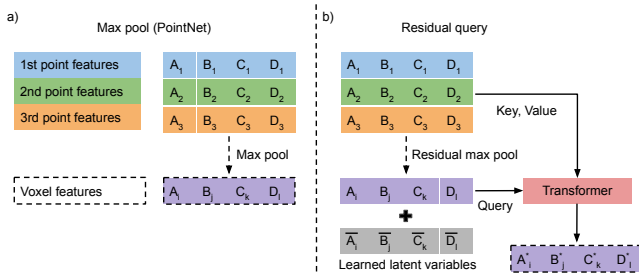 a)
Max pool (PointNet)
1st point features
A₁ B₁ C₁ D₁
2nd point features
A₂ B₂ C₂ D₂
3rd point features
A₃ B₃ C₃ D₃
Max pool
Voxel features
Aᵢ Bⱼ Cₖ Dₗ
b)
Residual query
A₁ B₁ C₁ D₁
A₂ B₂ C₂ D₂
A₃ B₃ C₃ D₃
Key, Value
Residual max pool
Aᵢ Bⱼ Cₖ Dₗ
Query
Transformer
+
A̅ᵢ B̅ⱼ C̅ₖ D̅ₗ
Learned latent variables
A*ᵢ B*ⱼ C*ₖ D*ₗ